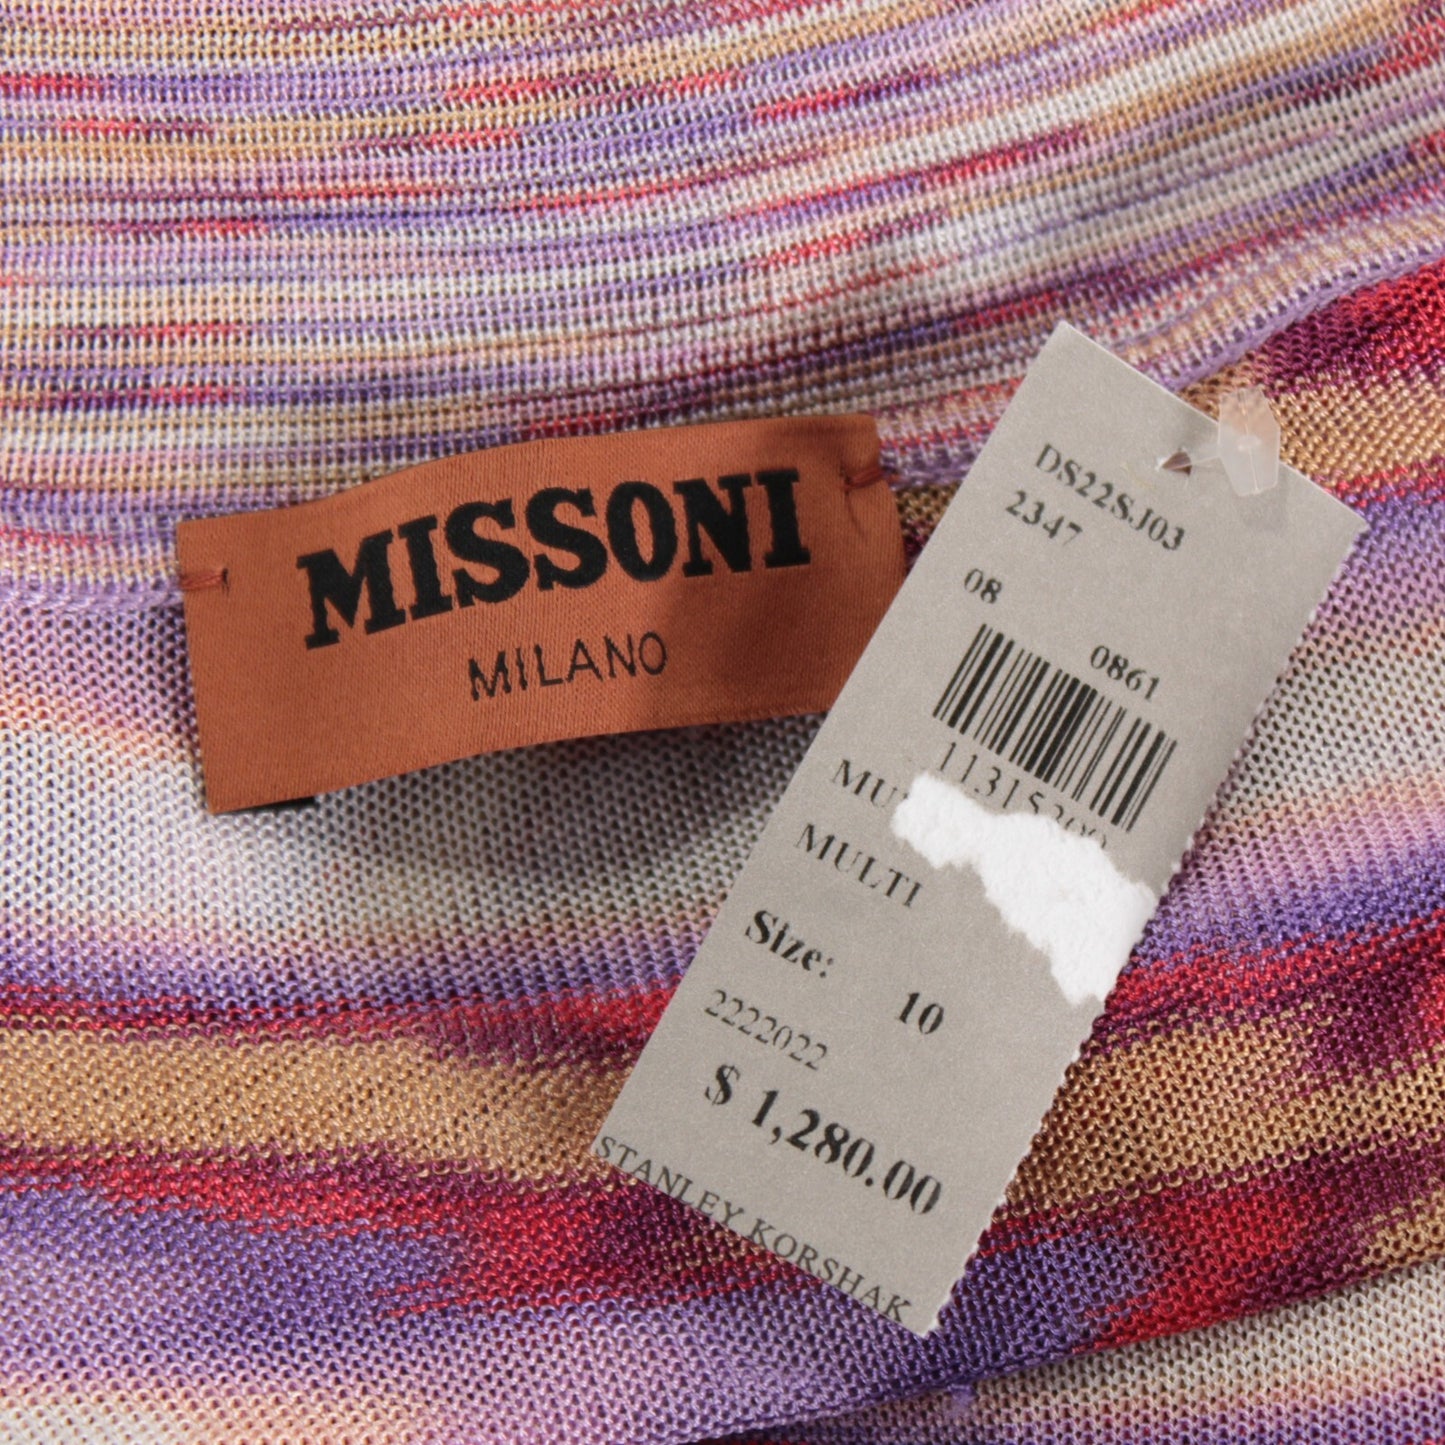 MISSONI
MILANO
DS22SJ03
2347
08
0861
MULTI
Size: 10
2222022
$ 1,280.00
STANLEY KORSHAK